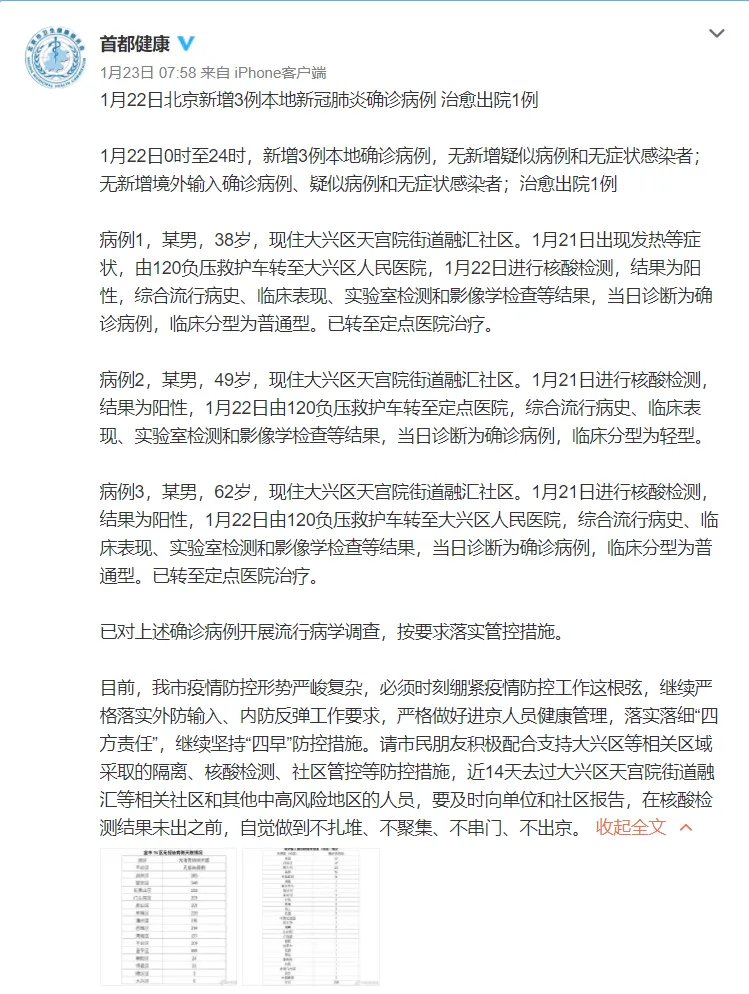 首都健康
1月23日 07:58 来自 iPhone客户端
1月22日北京新增3例本地新冠肺炎确诊病例 治愈出院1例
1月22日0时至24时，新增3例本地确诊病例，无新增疑似病例和无症状感染者；
无新增境外输入确诊病例、疑似病例和无症状感染者；治愈出院1例
病例1，某男，38岁，现住大兴区天宫院街道融汇社区。1月21日出现发热等症
状，由120负压救护车转至大兴区人民医院，1月22日进行核酸检测，结果为阳
性，综合流行病史、临床表现、实验室检测和影像学检查等结果，当日诊断为确
诊病例，临床分型为普通型。已转至定点医院治疗。
病例2，某男，49岁，现住大兴区天宫院街道融汇社区。1月21日进行核酸检测，
结果为阳性，1月22日由120负压救护车转至定点医院，综合流行病史、临床表
现、实验室检测和影像学检查等结果，当日诊断为确诊病例，临床分型为轻型。
病例3，某男，62岁，现住大兴区天宫院街道融汇社区。1月21日进行核酸检测，
结果为阳性，1月22日由120负压救护车转至大兴区人民医院，综合流行病史、临
床表现、实验室检测和影像学检查等结果，当日诊断为确诊病例，临床分型为普
通型。已转至定点医院治疗。
已对上述确诊病例开展流行病学调查，按要求落实管控措施。
目前，我市疫情防控形势严峻复杂，必须时刻绷紧疫情防控工作这根弦，继续严
格落实外防输入、内防反弹工作要求，严格做好进京人员健康管理，落实落细“四
方责任”，继续坚持“四早”防控措施。请市民朋友积极配合支持大兴区等相关区域
采取的隔离、核酸检测、社区管控等防控措施，近14天去过大兴区天宫院街道融
汇等相关社区和其他中高风险地区的人员，要及时向单位和社区报告，在核酸检
测结果未出之前，自觉做到不扎堆、不聚集、不串门、不出京。 收起全文